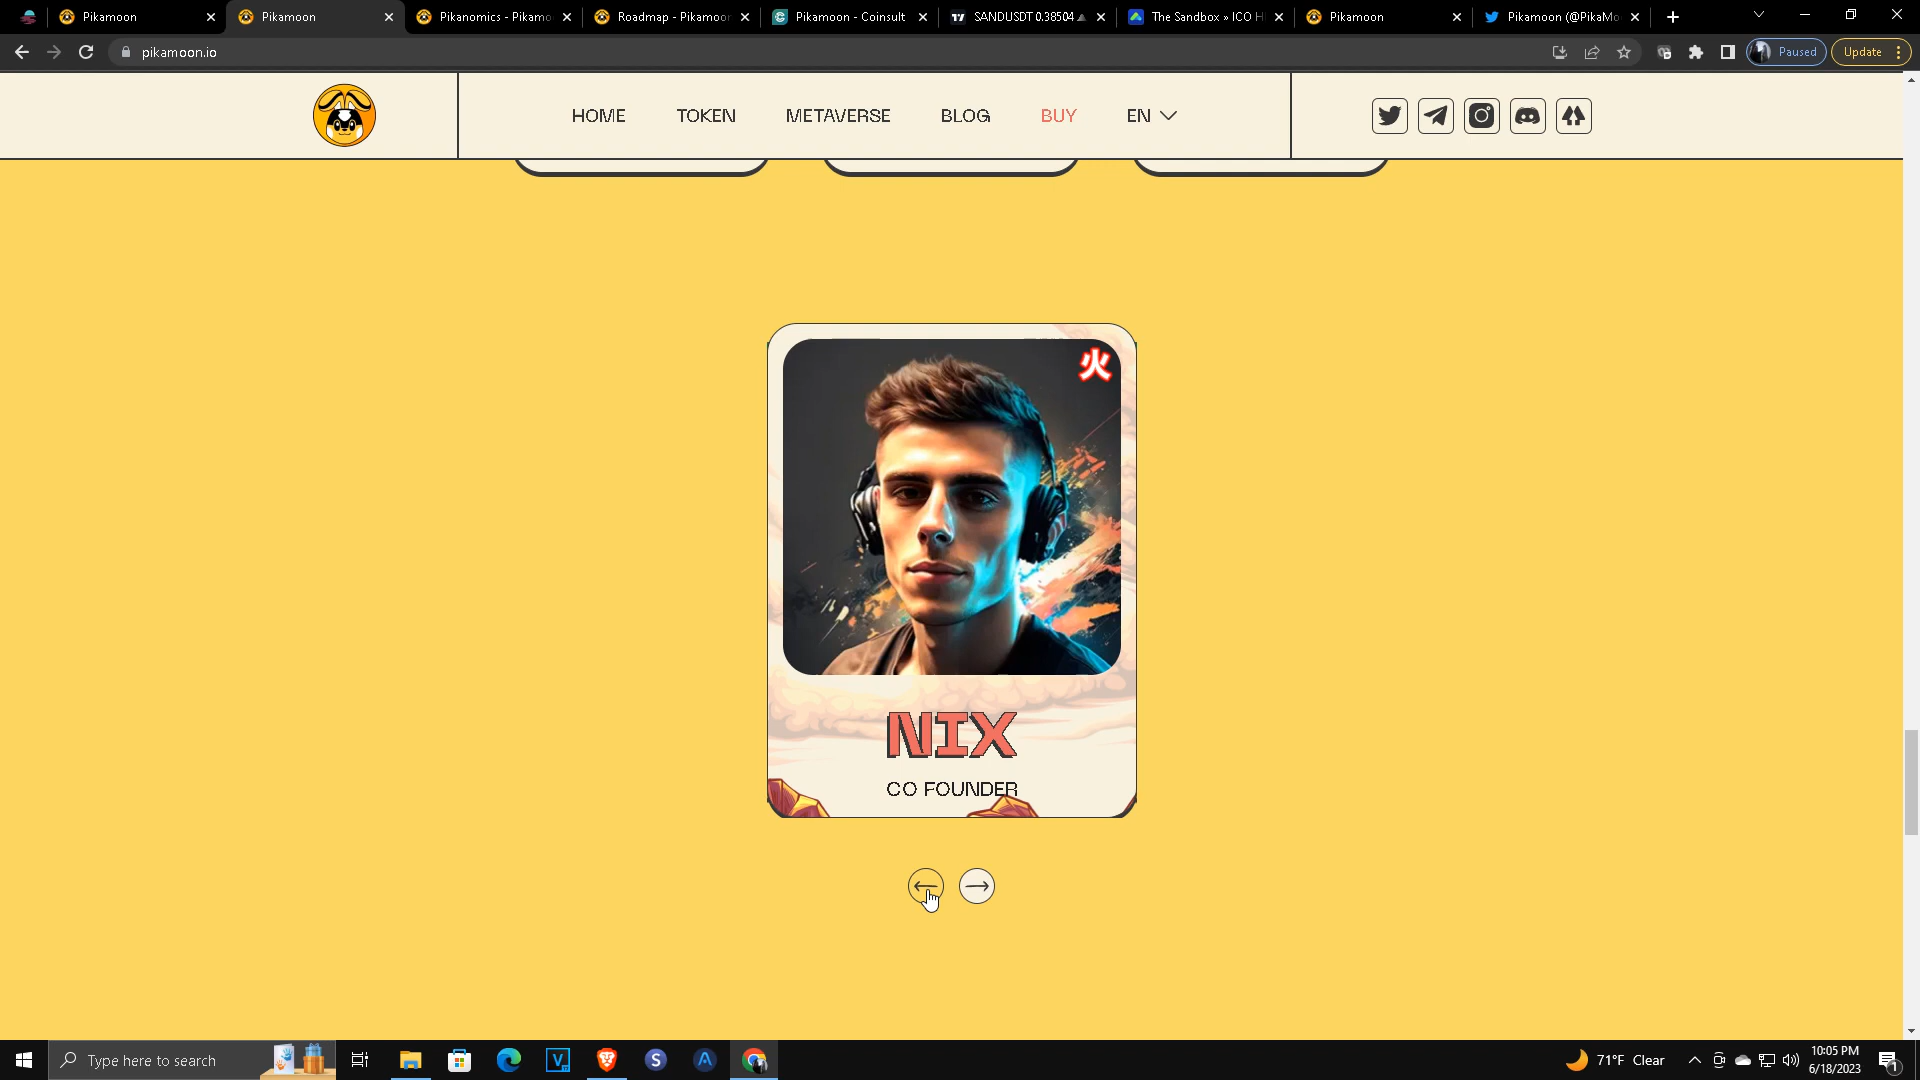 Pikamoon
Pikamoon
Pikanomics - Pikamo
Roadmap - Pikamoon
Pikamoon - Coinsult
SANDUSDT 0.38504
The Sandbox » ICO H
Pikamoon
Pikamoon (@PikaMo
pikamoon.io
Paused
Update
HOME
TOKEN
METAVERSE
BLOG
BUY
EN
火
NIX
CO FOUNDER
Type here to search
71°F Clear
10:05 PM
6/18/2023
1